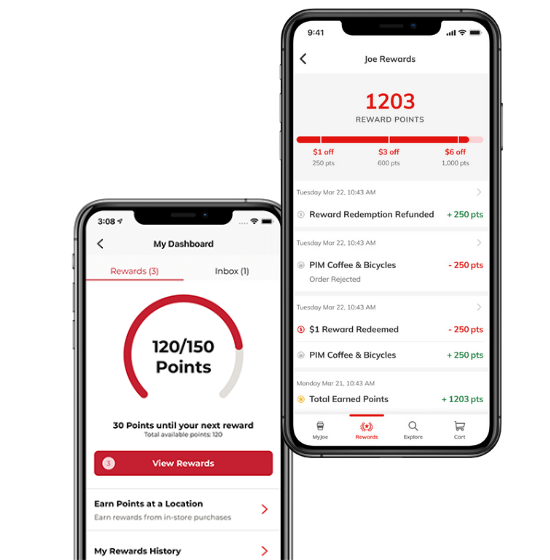 9:41
Joe Rewards
1203
REWARD POINTS
$1 off $3 off $6 off
250 pts 600 pts 1,000 pts
Tuesday Mar 22, 10:43 AM
Reward Redemption Refunded + 250 pts
Tuesday Mar 22, 10:43 AM
PIM Coffee & Bicycles - 250 pts
Order Rejected
Tuesday Mar 22, 10:43 AM
$1 Reward Redeemed - 250 pts
PIM Coffee & Bicycles + 250 pts
Monday Mar 21, 10:43 AM
Total Earned Points + 1203 pts
MyJoe Rewards Explore Cart
3:08
My Dashboard
Rewards (3) Inbox (1)
120/150
Points
30 Points until your next reward
Total available points: 120
3 View Rewards
Earn Points at a Location
Earn rewards from in-store purchases
My Rewards History